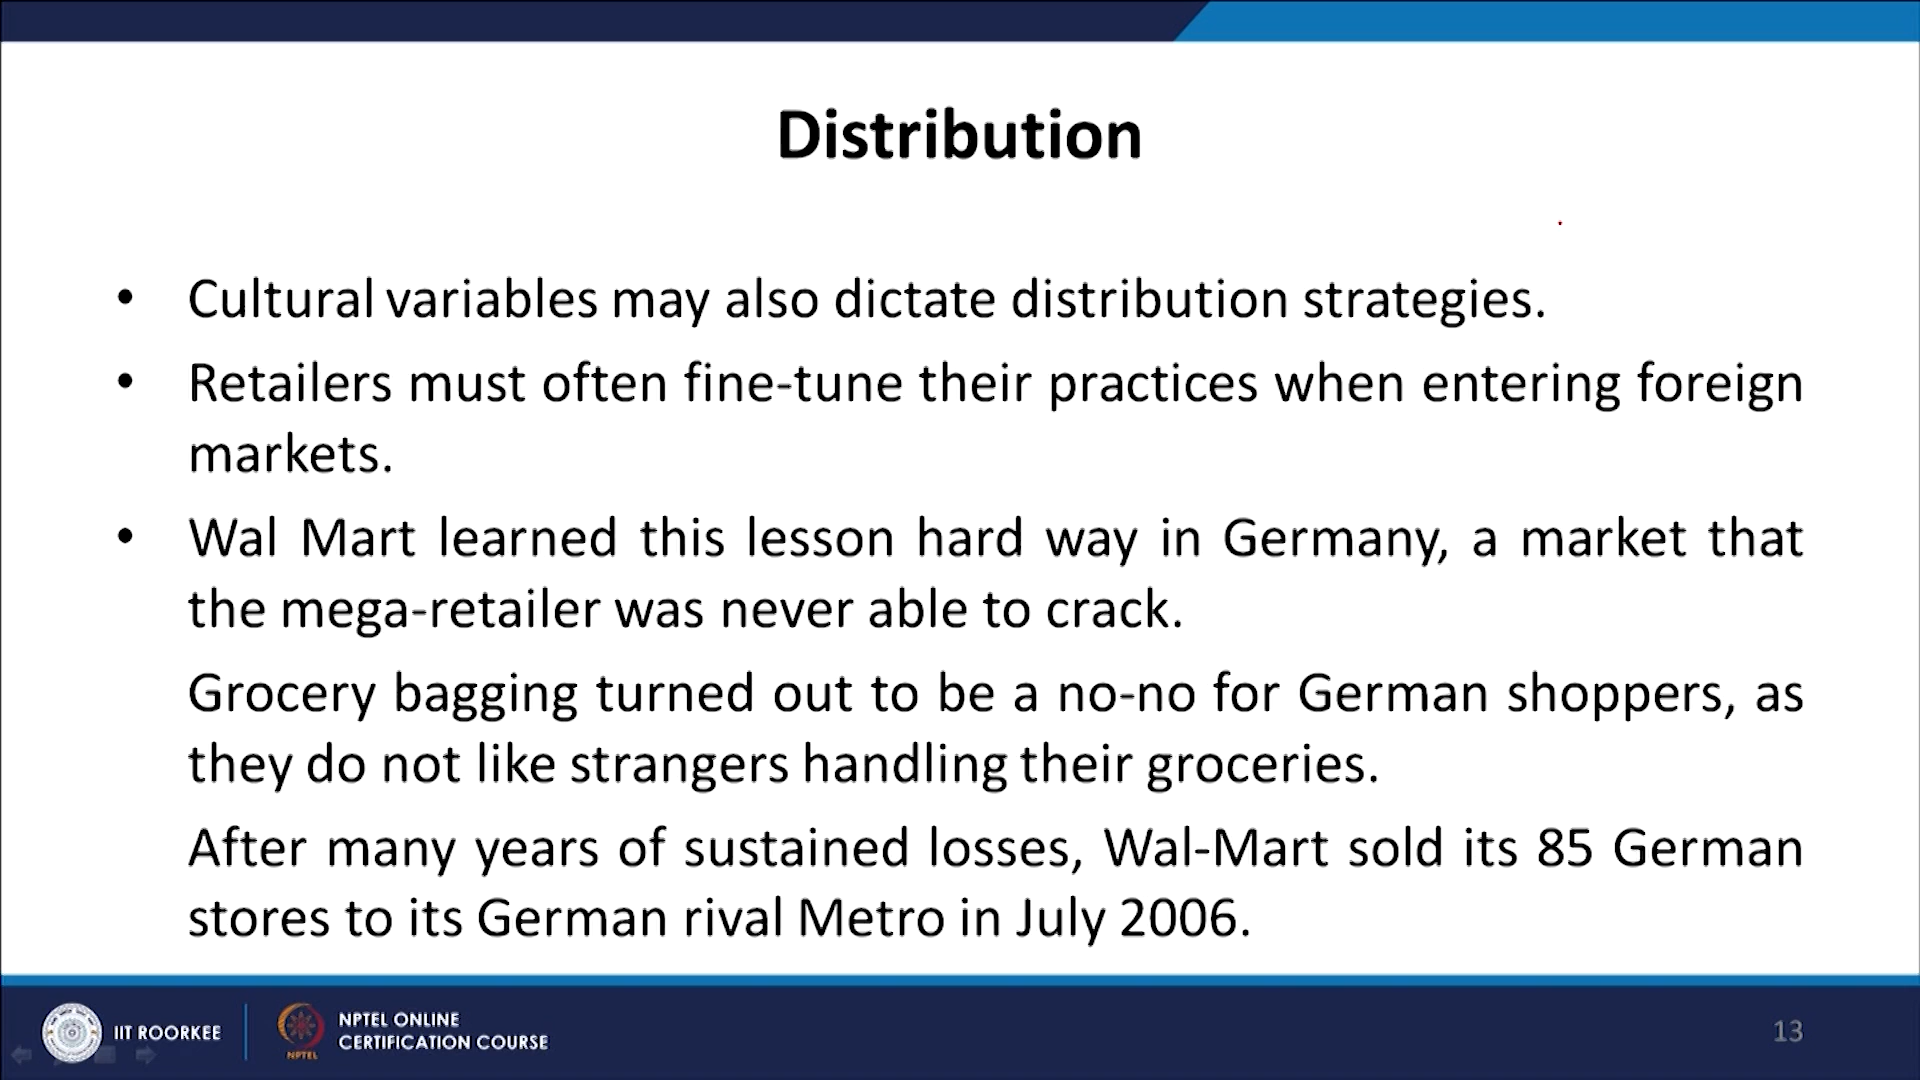 Distribution
• Cultural variables may also dictate distribution strategies.
• Retailers must often fine-tune their practices when entering foreign
markets.
• Wal Mart learned this lesson hard way in Germany, a market that
the mega-retailer was never able to crack.
Grocery bagging turned out to be a no-no for German shoppers, as
they do not like strangers handling their groceries.
After many years of sustained losses, Wal-Mart sold its 85 German
stores to its German rival Metro in July 2006.
IIT ROORKEE
NPTEL
NPTEL ONLINE
CERTIFICATION COURSE
13